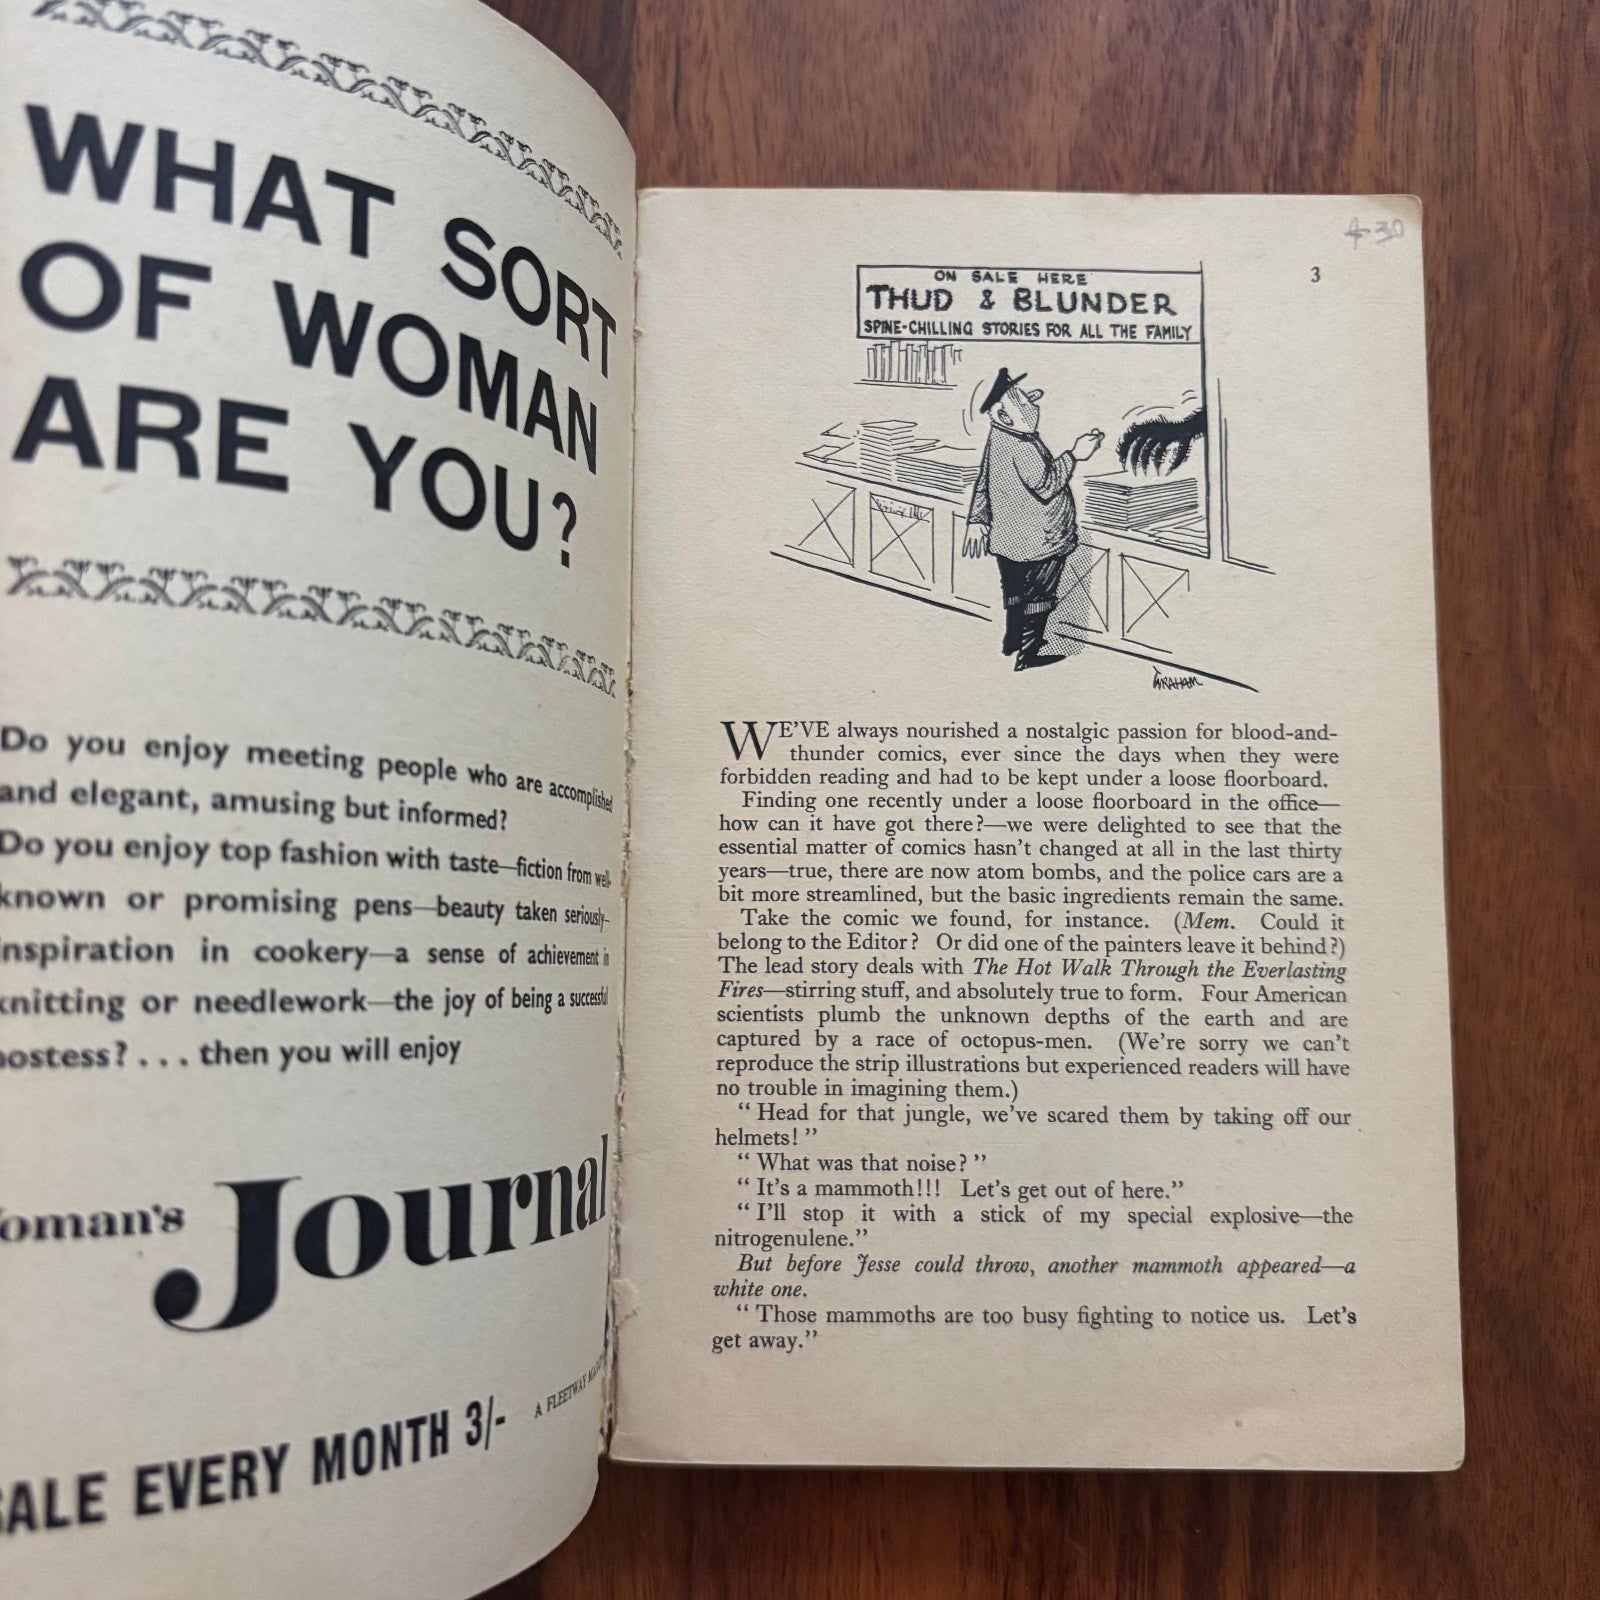 WHAT SORT
OF WOMAN
ARE YOU?
Do you enjoy meeting people who are accomplished
and elegant, amusing but informed?
Do you enjoy top fashion with taste—fiction from well-
known or promising pens—beauty taken seriously—
inspiration in cookery—a sense of achievement in
knitting or needlework—the joy of being a successful
hostess? . . . then you will enjoy
Woman's Journal
SALE EVERY MONTH 3/-
A FLEETWAY
4-30
3
ON SALE HERE
THUD & BLUNDER
SPINE-CHILLING STORIES FOR ALL THE FAMILY
GRAHAM
WE'VE always nourished a nostalgic passion for blood-and-
thunder comics, ever since the days when they were
forbidden reading and had to be kept under a loose floorboard.
Finding one recently under a loose floorboard in the office—
how can it have got there?—we were delighted to see that the
essential matter of comics hasn't changed at all in the last thirty
years—true, there are now atom bombs, and the police cars are a
bit more streamlined, but the basic ingredients remain the same.
Take the comic we found, for instance. (Mem. Could it
belong to the Editor? Or did one of the painters leave it behind?)
The lead story deals with The Hot Walk Through the Everlasting
Fires—stirring stuff, and absolutely true to form. Four American
scientists plumb the unknown depths of the earth and are
captured by a race of octopus-men. (We're sorry we can't
reproduce the strip illustrations but experienced readers will have
no trouble in imagining them.)
"Head for that jungle, we've scared them by taking off our
helmets!"
"What was that noise?"
"It's a mammoth!!! Let's get out of here."
"I'll stop it with a stick of my special explosive—the
nitrogenulene."
But before Jesse could throw, another mammoth appeared—a
white one.
"Those mammoths are too busy fighting to notice us. Let's
get away."